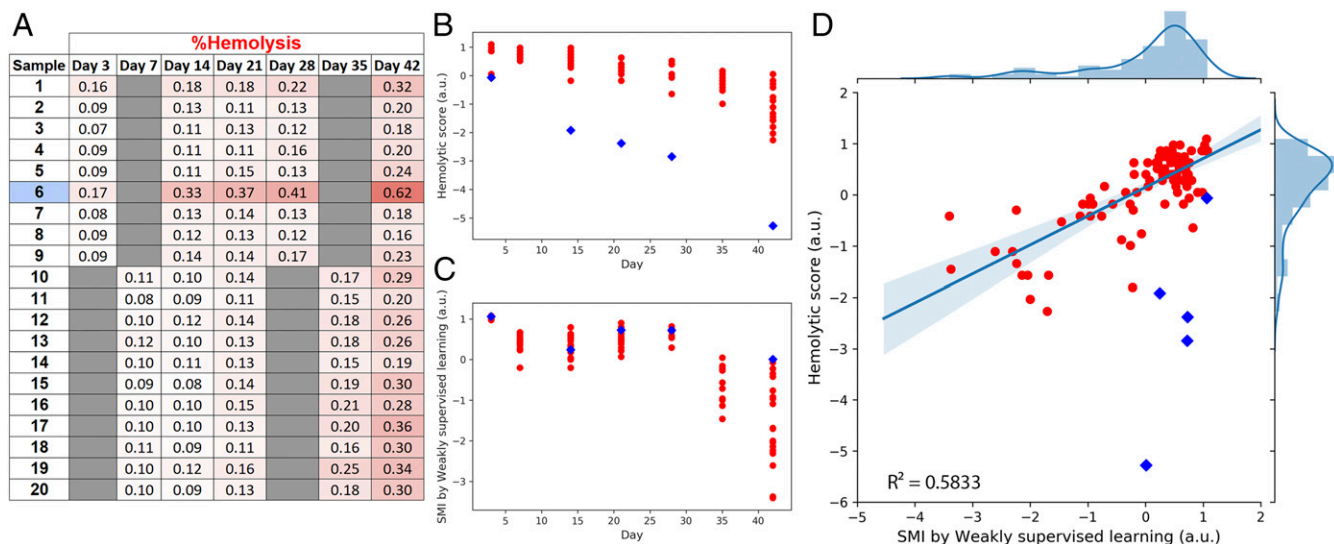 A
%Hemolysis
Sample Day 3 Day 7 Day 14 Day 21 Day 28 Day 35 Day 42
1 0.16 0.18 0.18 0.22 0.32
2 0.09 0.13 0.11 0.13 0.20
3 0.07 0.11 0.13 0.12 0.18
4 0.09 0.11 0.11 0.16 0.20
5 0.09 0.11 0.15 0.13 0.24
6 0.17 0.33 0.37 0.41 0.62
7 0.08 0.13 0.14 0.13 0.18
8 0.09 0.12 0.13 0.12 0.16
9 0.09 0.14 0.14 0.17 0.23
10 0.11 0.10 0.14 0.17 0.29
11 0.08 0.09 0.11 0.15 0.20
12 0.10 0.12 0.14 0.18 0.26
13 0.12 0.10 0.13 0.18 0.26
14 0.10 0.11 0.13 0.15 0.19
15 0.09 0.08 0.14 0.19 0.30
16 0.10 0.10 0.15 0.21 0.28
17 0.10 0.10 0.13 0.20 0.36
18 0.11 0.09 0.11 0.16 0.30
19 0.10 0.12 0.16 0.25 0.34
20 0.10 0.09 0.13 0.18 0.30
B
Hemolytic score (a.u.)
1
0
−1
−2
−3
−4
−5
5 10 15 20 25 30 35 40
Day
C
SMI by Weakly supervised learning (a.u.)
1
0
−1
−2
−3
5 10 15 20 25 30 35 40
Day
D
Hemolytic score (a.u.)
2
1
0
−1
−2
−3
−4
−5
−6
R² = 0.5833
−5 −4 −3 −2 −1 0 1 2
SMI by Weakly supervised learning (a.u.)